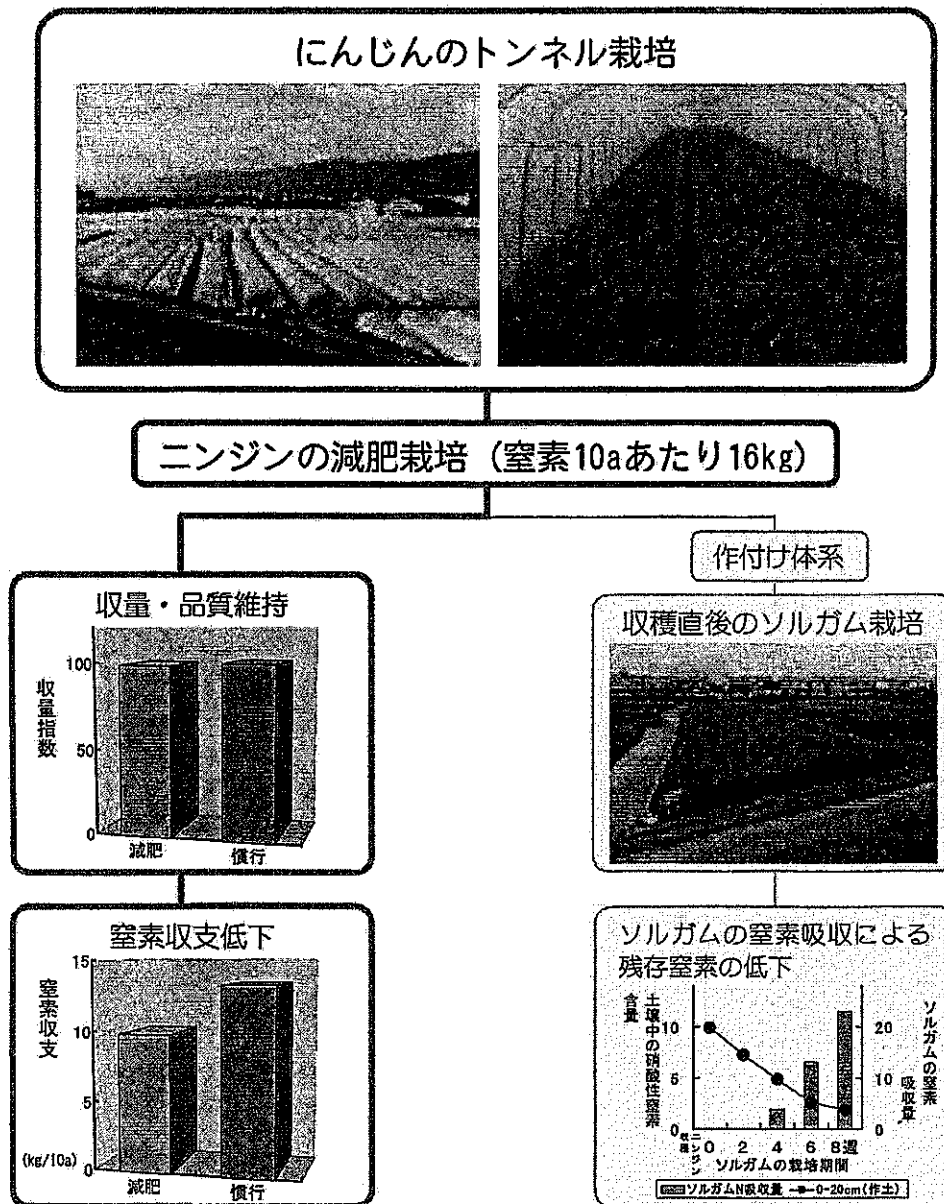 にんじんのトンネル栽培
ニンジンの減肥栽培（窒素10aあたり16kg）
収量・品質維持
収量指数
100
50
0
減肥
慣行
窒素収支低下
窒素収支
15
10
5
0
(kg/10a)
減肥
慣行
作付け体系
収穫直後のソルガム栽培
ソルガムの窒素吸収による
残存窒素の低下
土壌中の硝酸性窒素
含量
10
5
0
ソルガムの窒素
吸収量
20
10
0
ニンジン
収穫
0 2 4 6 8週
ソルガムの栽培期間
ソルガムN吸収量 0-20cm(作土)